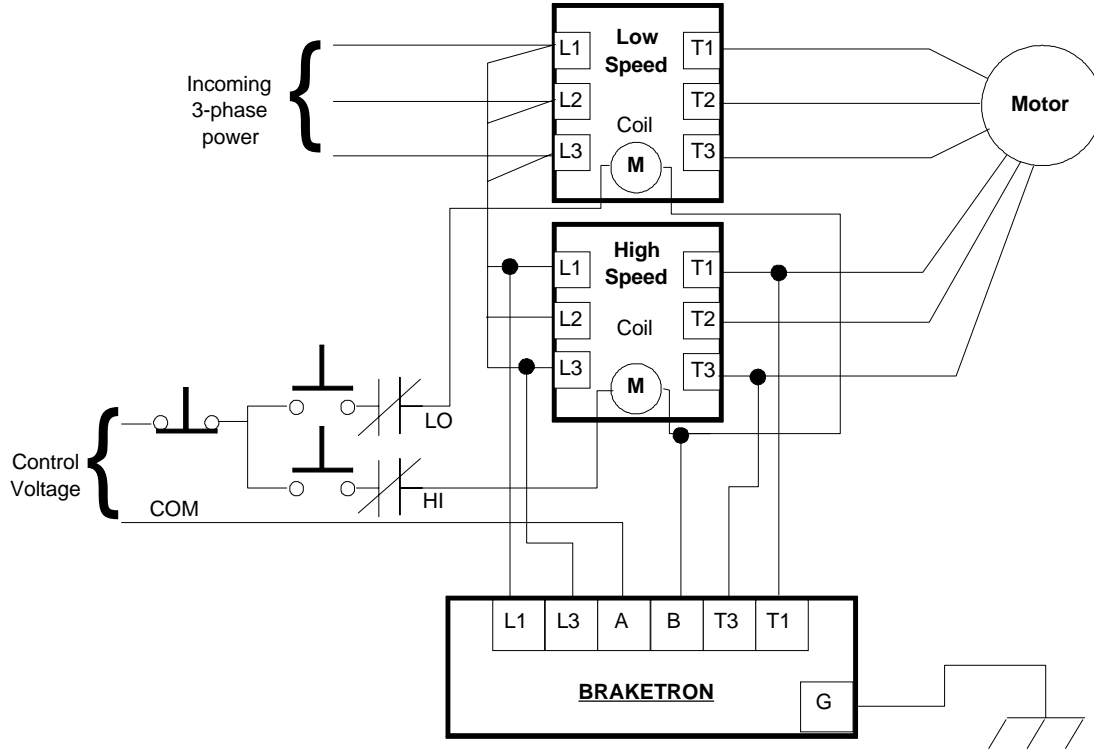 Incoming
3-phase
power
L1
L2
L3
Low
Speed
Coil
M
T1
T2
T3
Motor
L1
L2
L3
High
Speed
Coil
M
T1
T2
T3
LO
HI
Control
Voltage
COM
L1 L3 A B T3 T1
BRAKETRON
G